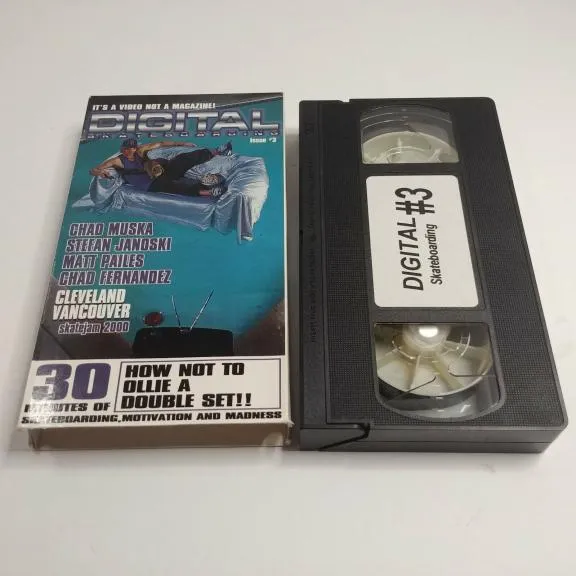 IT'S A VIDEO NOT A MAGAZINE!
DIGITAL
SKATEBOARDING
Issue #3
CHAD MUSKA
STEFAN JANOSKI
MATT PAILES
CHAD FERNANDEZ
CLEVELAND
VANCOUVER
skatejam 2000
30
MINUTES OF
HOW NOT TO
OLLIE A
DOUBLE SET!!
SKATEBOARDING, MOTIVATION AND MADNESS
DIGITAL #3
Skateboarding